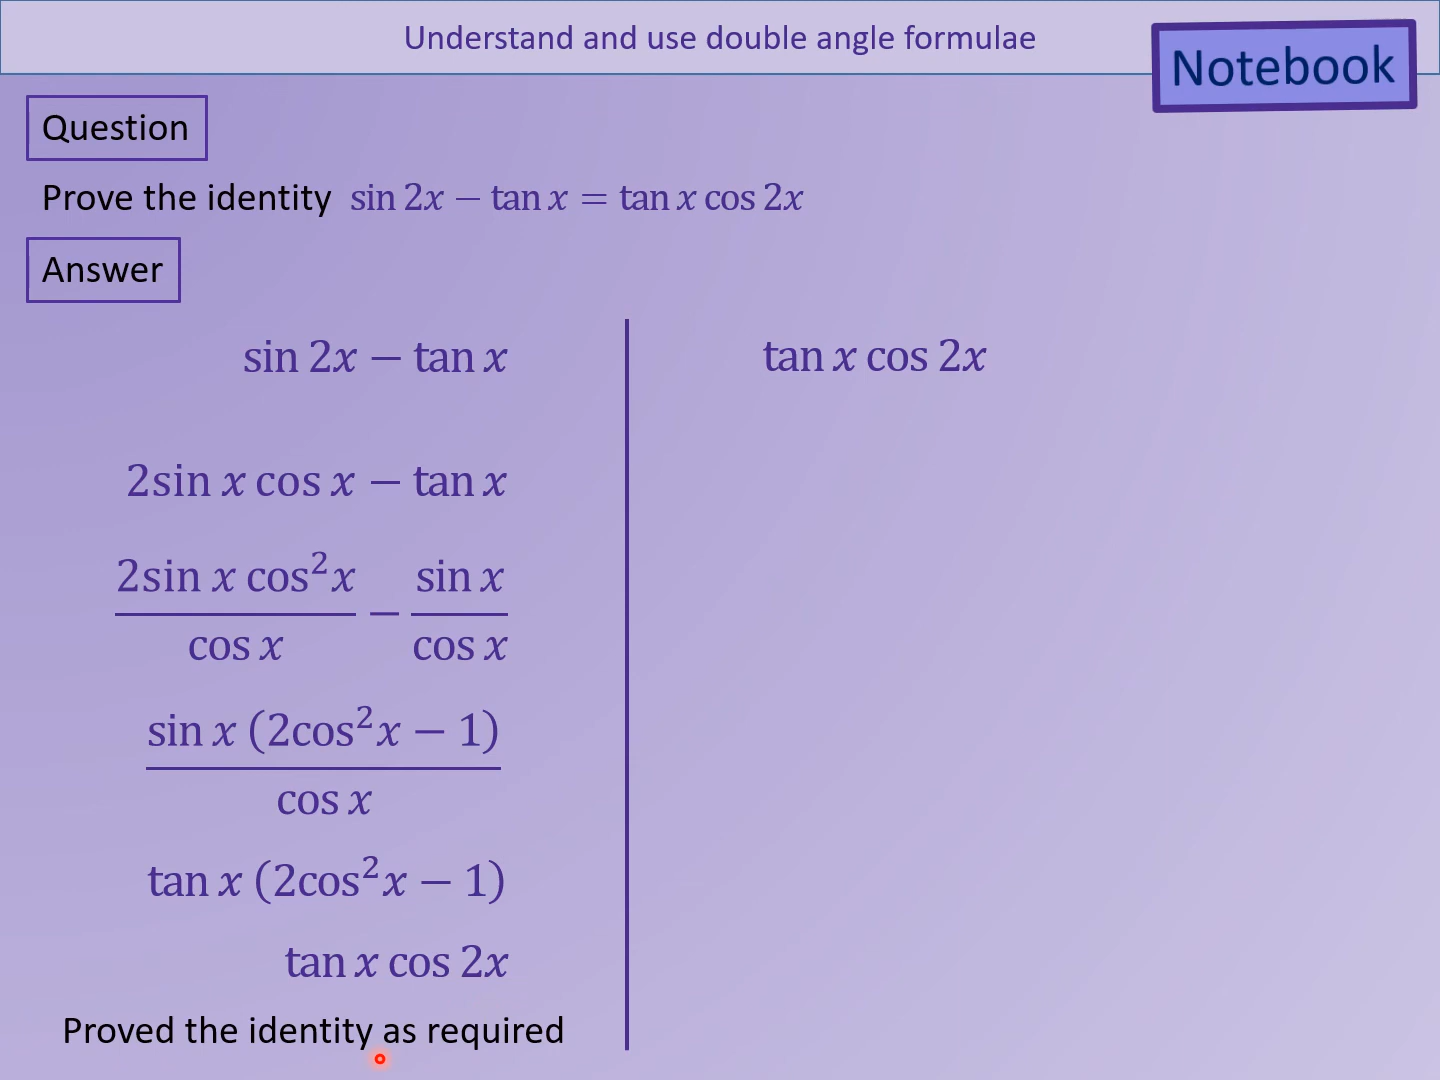 Understand and use double angle formulae
Notebook
Question
Prove the identity sin 2x − tan x = tan x cos 2x
Answer
sin 2x − tan x
tan x cos 2x
2sin x cos x − tan x
2sin x cos²x / cos x − sin x / cos x
sin x (2cos²x − 1) / cos x
tan x (2cos²x − 1)
tan x cos 2x
Proved the identity as required